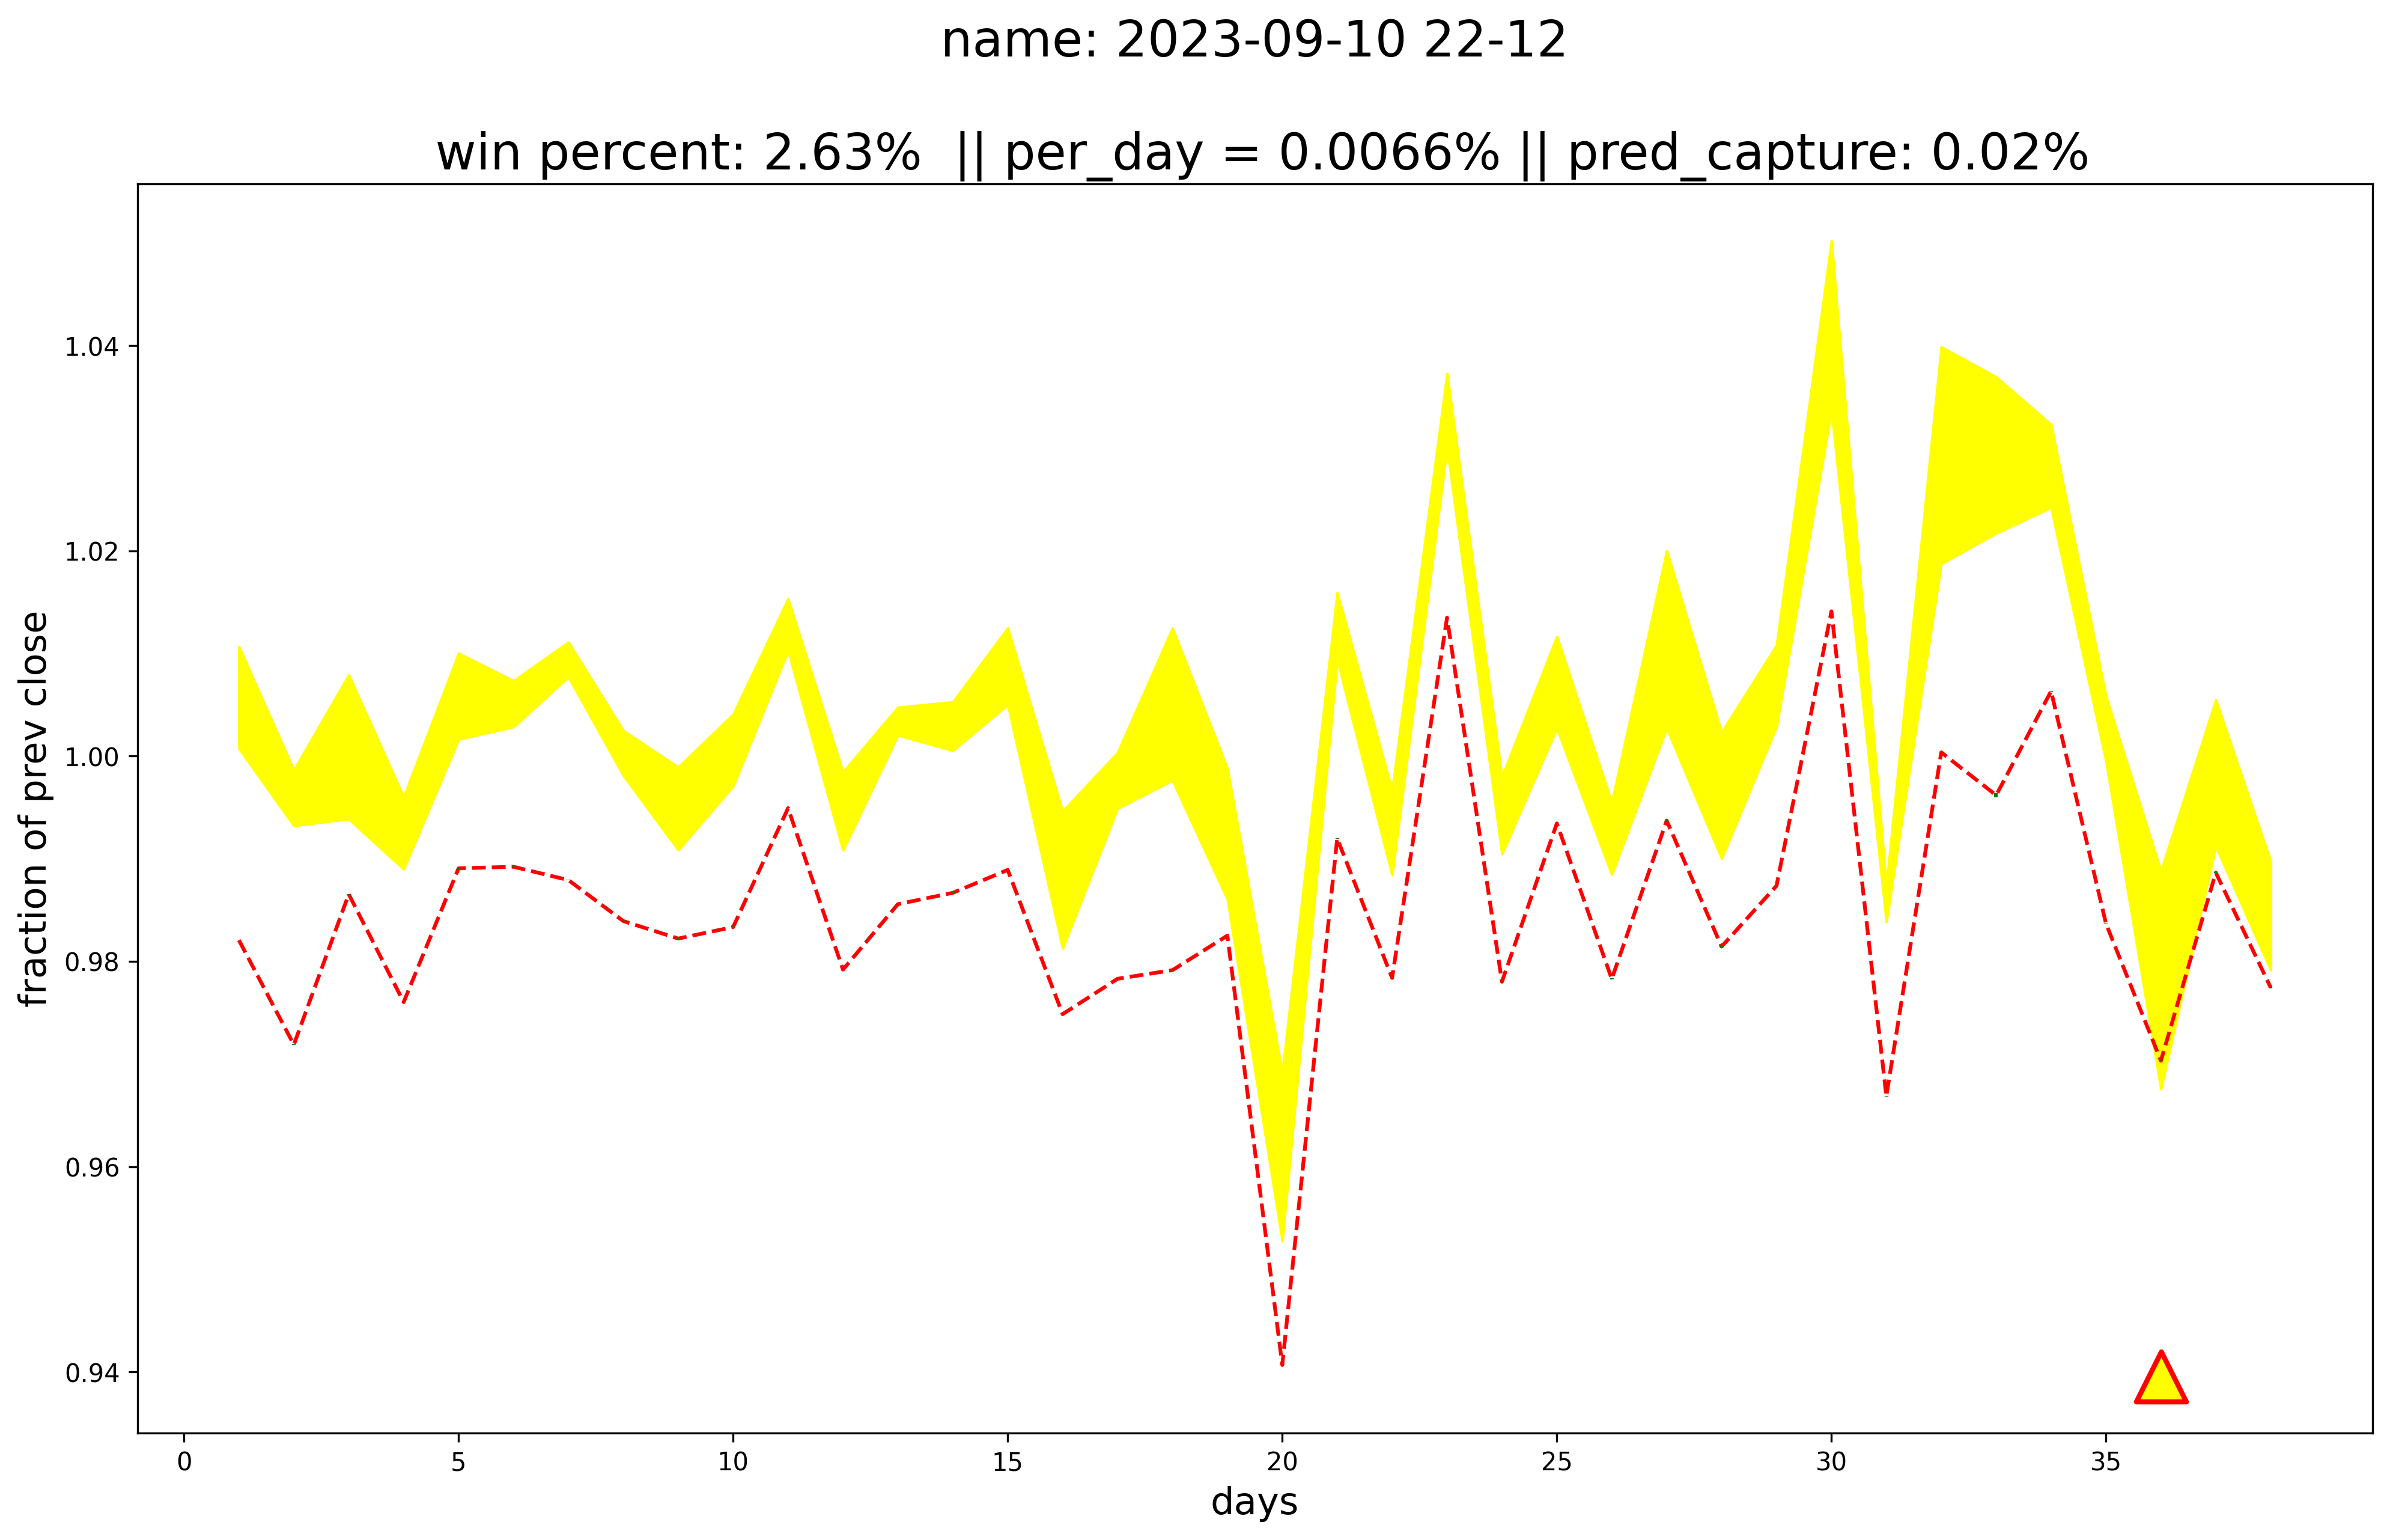 name: 2023-09-10 22-12
win percent: 2.63%  || per_day = 0.0066% || pred_capture: 0.02%
fraction of prev close
1.04
1.02
1.00
0.98
0.96
0.94
0 5 10 15 20 25 30 35
days